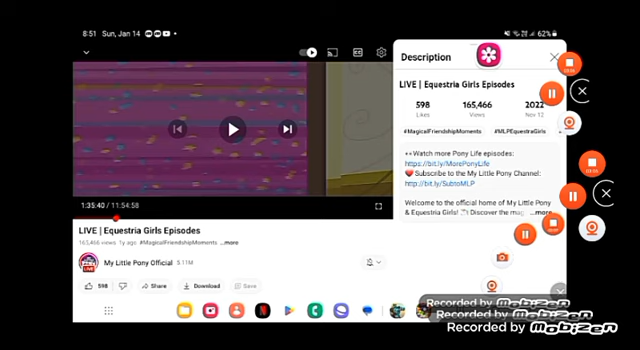 8:51 Sun, Jan 14
62%
Description
LIVE | Equestria Girls Episodes
598 165,466 2022
Likes Views Nov 12
#MagicalFriendshipMoments #MLPEquestriaGirls
👀Watch more Pony Life episodes:
https://bit.ly/MorePonyLife
❤️Subscribe to the My Little Pony Channel:
http://bit.ly/SubtoMLP
Welcome to the official home of My Little Pony
& Equestria Girls! Discover the mag ...more
1:35:40 / 11:54:58
LIVE | Equestria Girls Episodes
1y ago #MagicalFriendshipMoments ...more
My Little Pony Official 5.11M
598 Share Download Save
Recorded by Mobizen
Recorded by Mobizen
Recorded by Mobizen